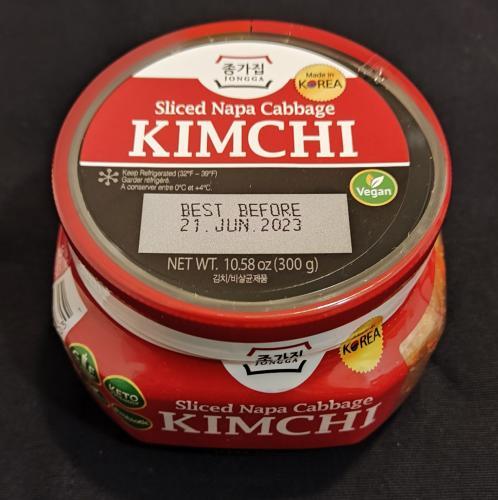 종가집
JONGGA
Made in
KOREA
Sliced Napa Cabbage
KIMCHI
Keep Refrigerated (32°F ~ 39°F)
Garder réfrigéré.
A conserver entre 0°C et +4°C.
Vegan
BEST BEFORE
21.JUN.2023
NET WT. 10.58 oz (300 g)
김치/비살균제품
종가집
JONGGA
KOREA
KETO
Sliced Napa Cabbage
KIMCHI